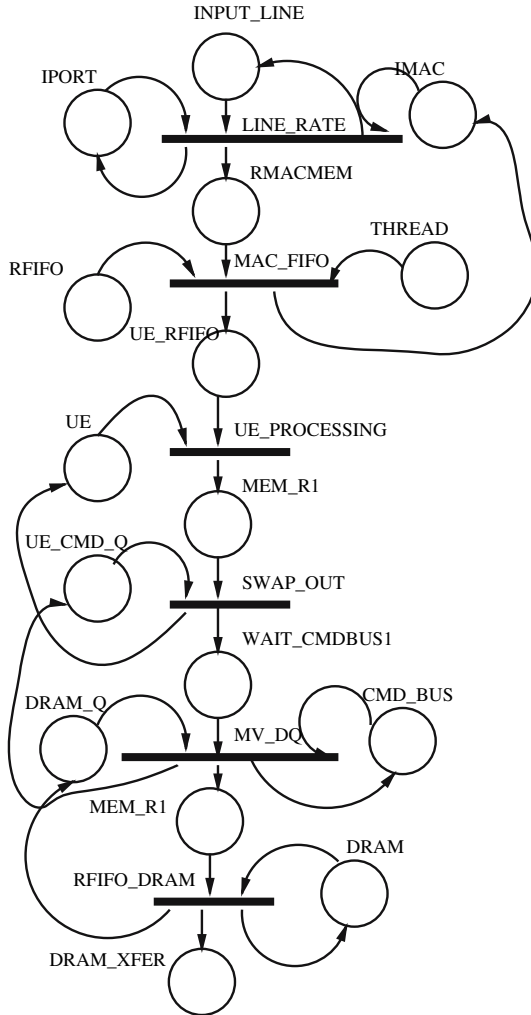 INPUT_LINE
IPORT
IMAC
LINE_RATE
RMACMEM
THREAD
RFIFO
MAC_FIFO
UE_RFIFO
UE
UE_PROCESSING
MEM_R1
UE_CMD_Q
SWAP_OUT
WAIT_CMDBUS1
DRAM_Q
CMD_BUS
MV_DQ
MEM_R1
DRAM
RFIFO_DRAM
DRAM_XFER